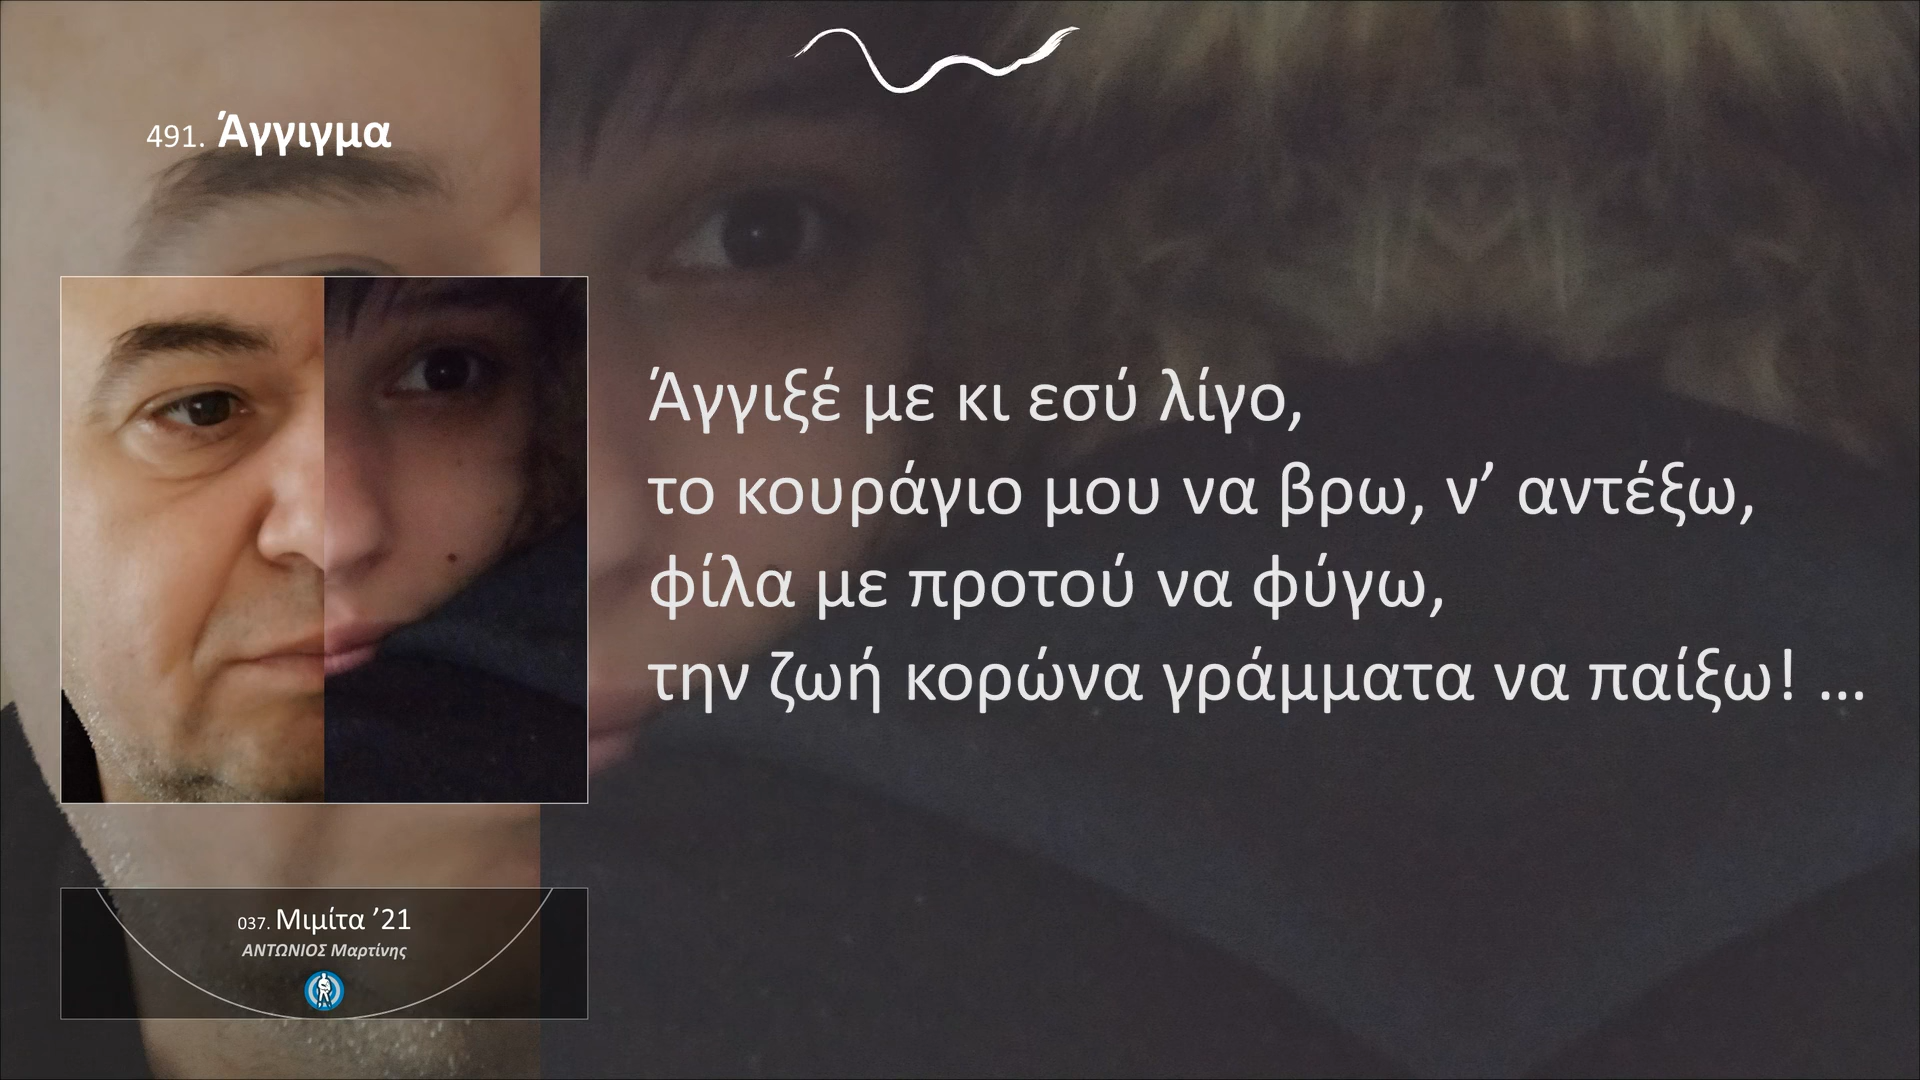 491. Άγγιγμα
Άγγιξέ με κι εσύ λίγο,
το κουράγιο μου να βρω, ν’ αντέξω,
φίλα με προτού να φύγω,
την ζωή κορώνα γράμματα να παίξω! ...
037. Μιμίτα ’21
ΑΝΤΩΝΙΟΣ Μαρτίνης